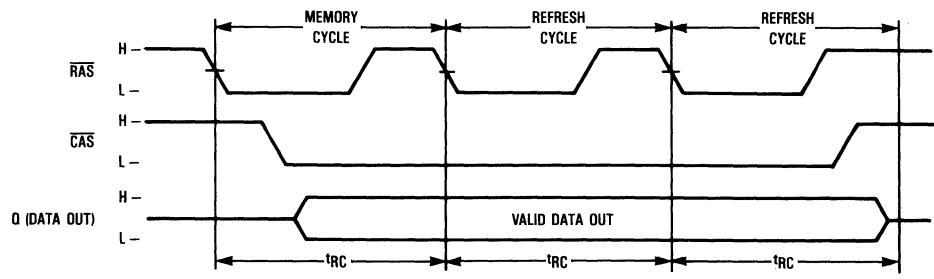 MEMORY CYCLE
REFRESH CYCLE
REFRESH CYCLE
RAS
H –
L –
CAS
H –
L –
Q (DATA OUT)
H –
L –
VALID DATA OUT
tRC
tRC
tRC